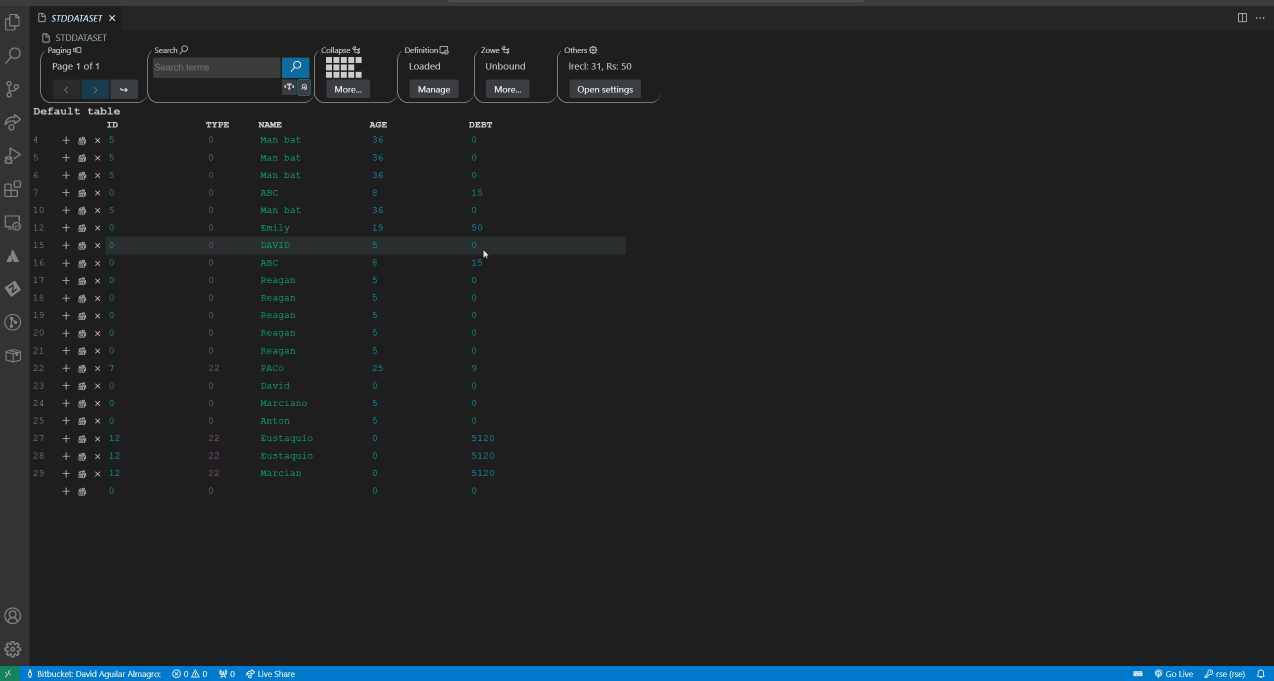 STDDATASET
STDDATASET
Paging Search Collapse Definition Zowe Others
Page 1 of 1 Search terms Loaded Unbound lrecl: 31, Rs: 50
More... Manage More... Open settings
Default table
ID TYPE NAME AGE DEBT
4 5 0 Man bat 36 0
5 5 0 Man bat 36 0
6 5 0 Man bat 36 0
7 0 0 ABC 8 15
10 5 0 Man bat 36 0
12 0 0 Emily 19 50
15 0 0 DAVID 5 0
16 0 0 ABC 8 15
17 0 0 Reagan 5 0
18 0 0 Reagan 5 0
19 0 0 Reagan 5 0
20 0 0 Reagan 5 0
21 0 0 Reagan 5 0
22 7 22 PACo 25 9
23 0 0 David 0 0
24 0 0 Marciano 5 0
25 0 0 Anton 5 0
27 12 22 Eustaquio 0 5120
28 12 22 Eustaquio 0 5120
29 12 22 Marcian 0 5120
0 0 0 0
Bitbucket: David Aguilar Almagro: 0 0 0 Live Share Go Live rse (rse)